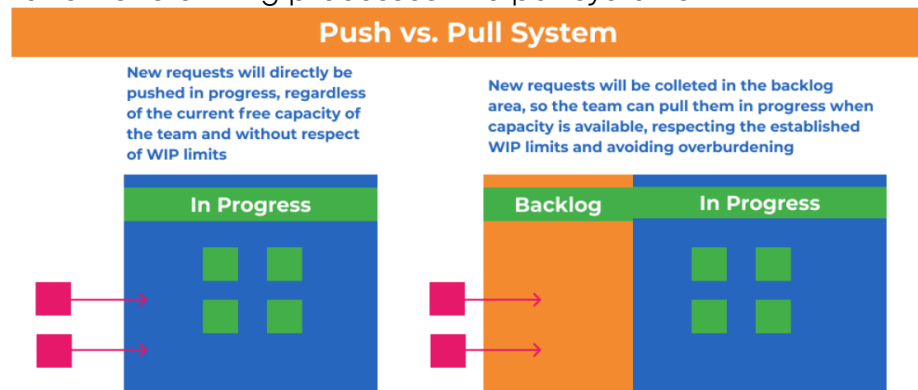 Push vs. Pull System
New requests will directly be
pushed in progress, regardless
of the current free capacity of
the team and without respect
of WIP limits
New requests will be colleted in the backlog
area, so the team can pull them in progress when
capacity is available, respecting the established
WIP limits and avoiding overburdening
In Progress
Backlog
In Progress